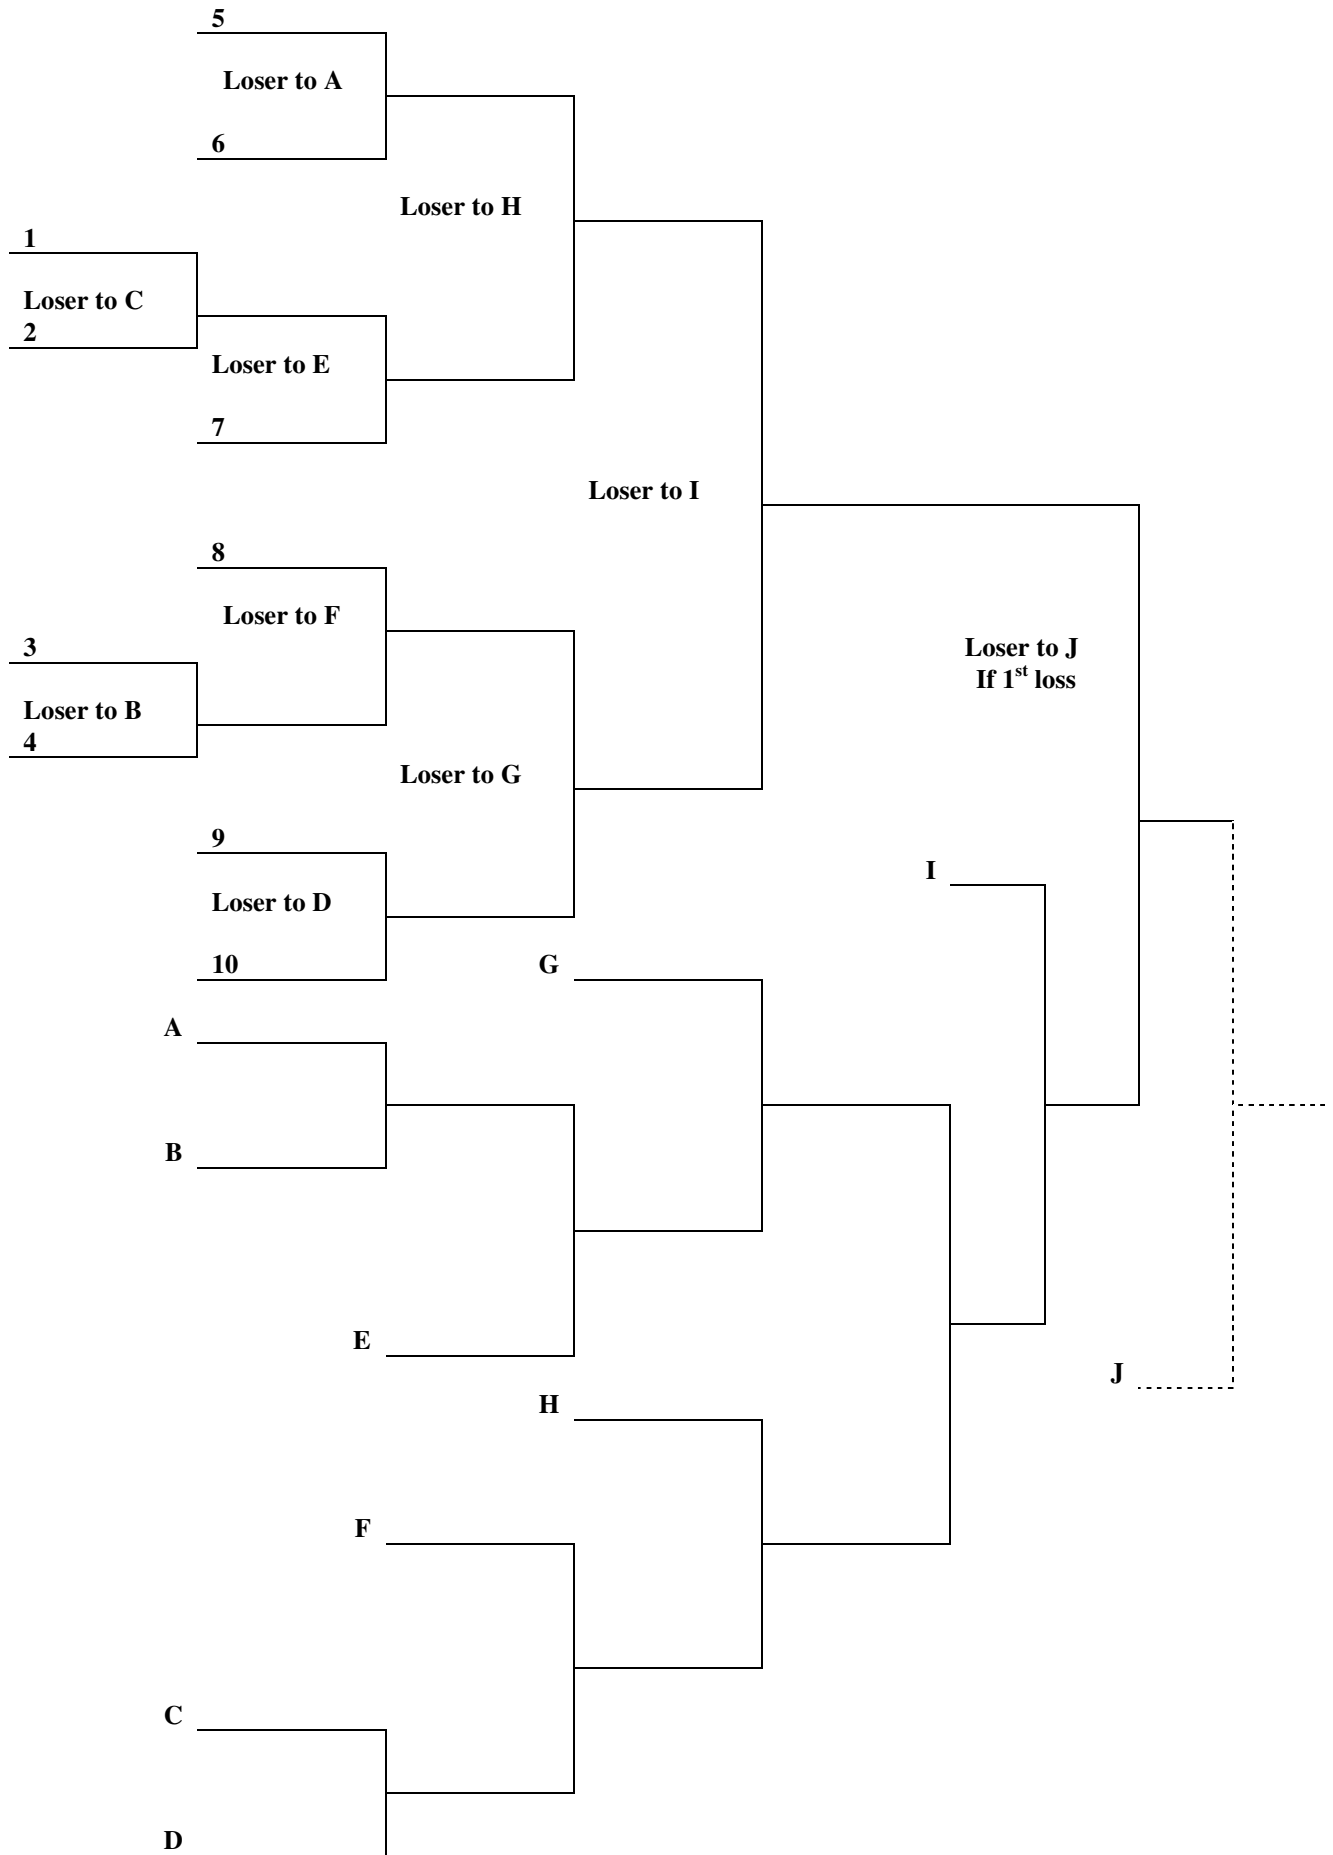 5
Loser to A
6
Loser to H
1
Loser to C
2
Loser to E
7
Loser to I
8
Loser to F
3
Loser to J
If 1st loss
Loser to B
4
Loser to G
9
I
Loser to D
10
G
A
B
E
J
H
F
C
D